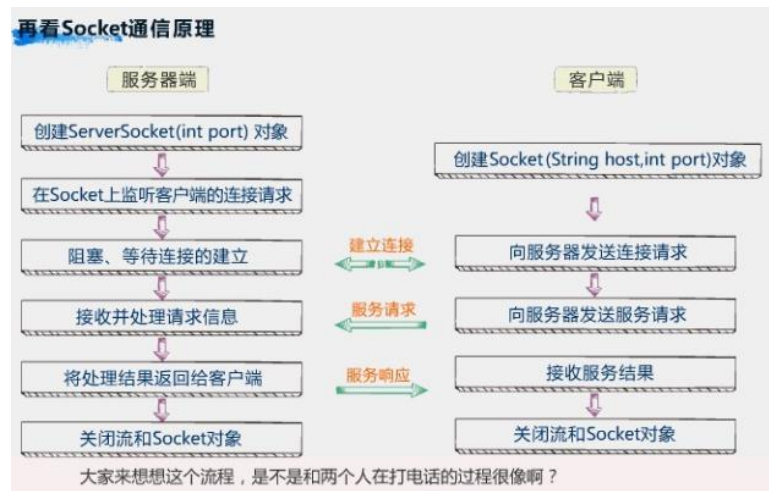 再看Socket通信原理
服务器端
客户端
创建ServerSocket(int port) 对象
创建Socket(String host,int port)对象
在Socket上监听客户端的连接请求
阻塞、等待连接的建立
建立连接
向服务器发送连接请求
接收并处理请求信息
服务请求
向服务器发送服务请求
将处理结果返回给客户端
服务响应
接收服务结果
关闭流和Socket对象
关闭流和Socket对象
大家来想想这个流程，是不是和两个人在打电话的过程很像啊？